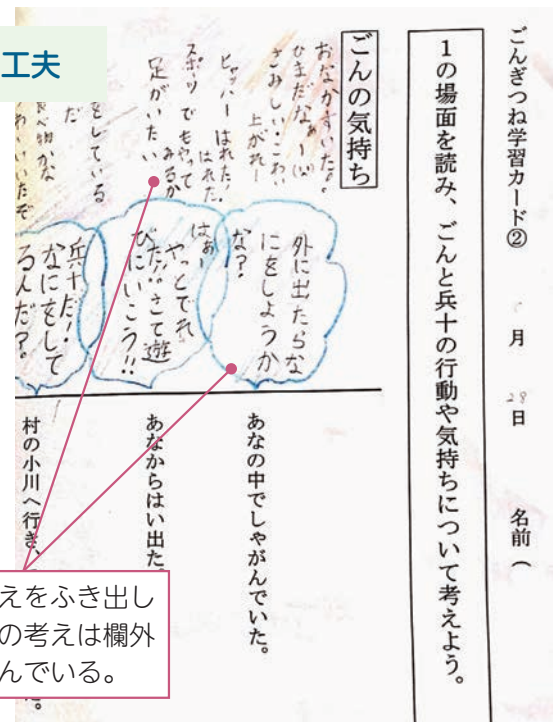 工夫
ごんぎつね学習カード②
月
28日
名前(
1の場面を読み、ごんと兵十の行動や気持ちについて考えよう。
ごんの気持ち
おなかすいたよ。
ひまだなぁー
さみしい・こわい
上がれー
ヒャッハー はれた!
はれた
スポーツ でもやって
みるか
足がいたい
をしている
だ
食べ物かな
外に出たらな
にをしようか
な?
はぁー
やっとでれ
た!!さて遊
びにいこう!!
兵十だ!
なにをして
るんだ?
あなの中でしゃがんでいた。
あなからはい出た
村の小川へ行き、
えをふき出し
の考えは欄外
んでいる。
た。